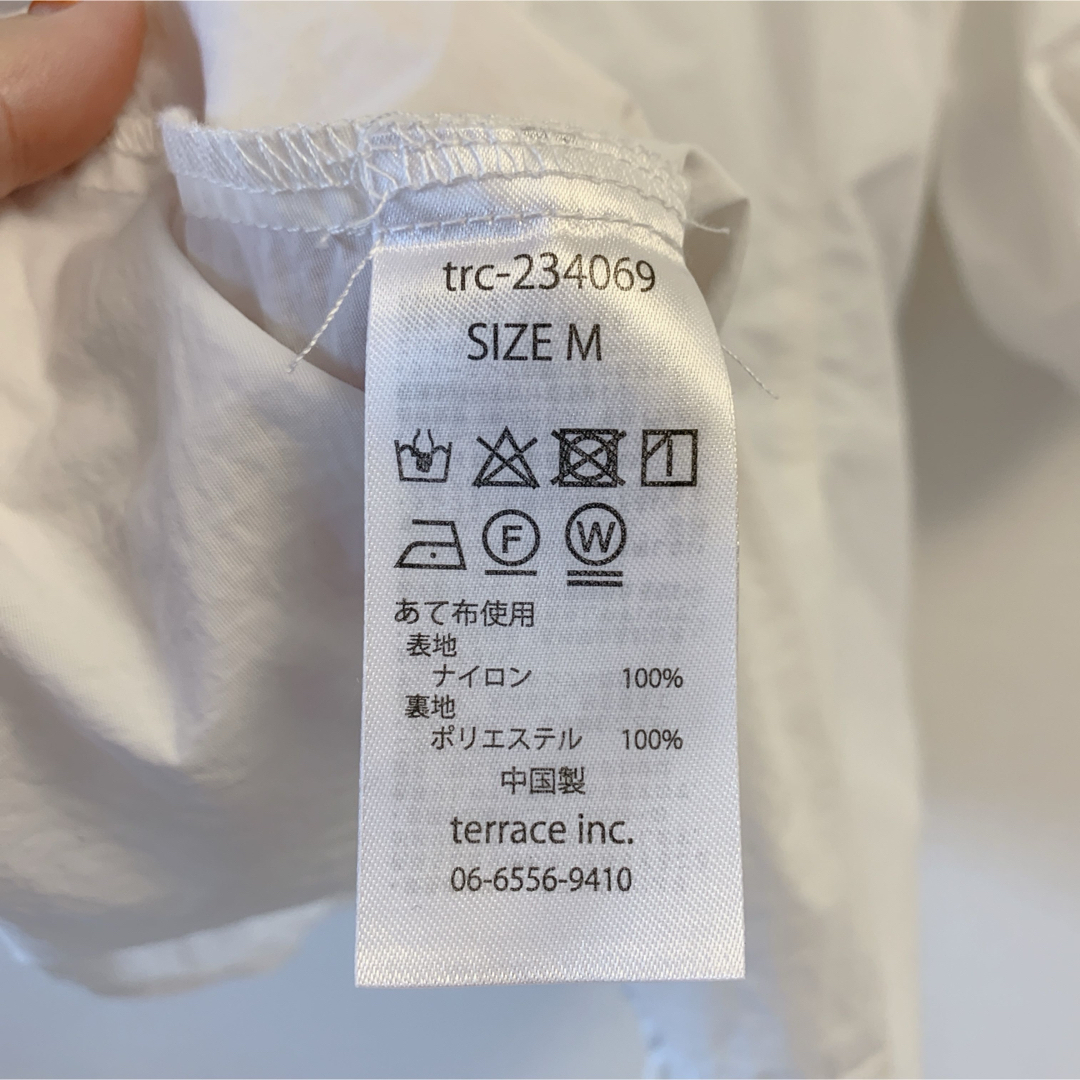 trc-234069
SIZE M
F W
あて布使用
表地
ナイロン 100%
裏地
ポリエステル 100%
中国製
terrace inc.
06-6556-9410